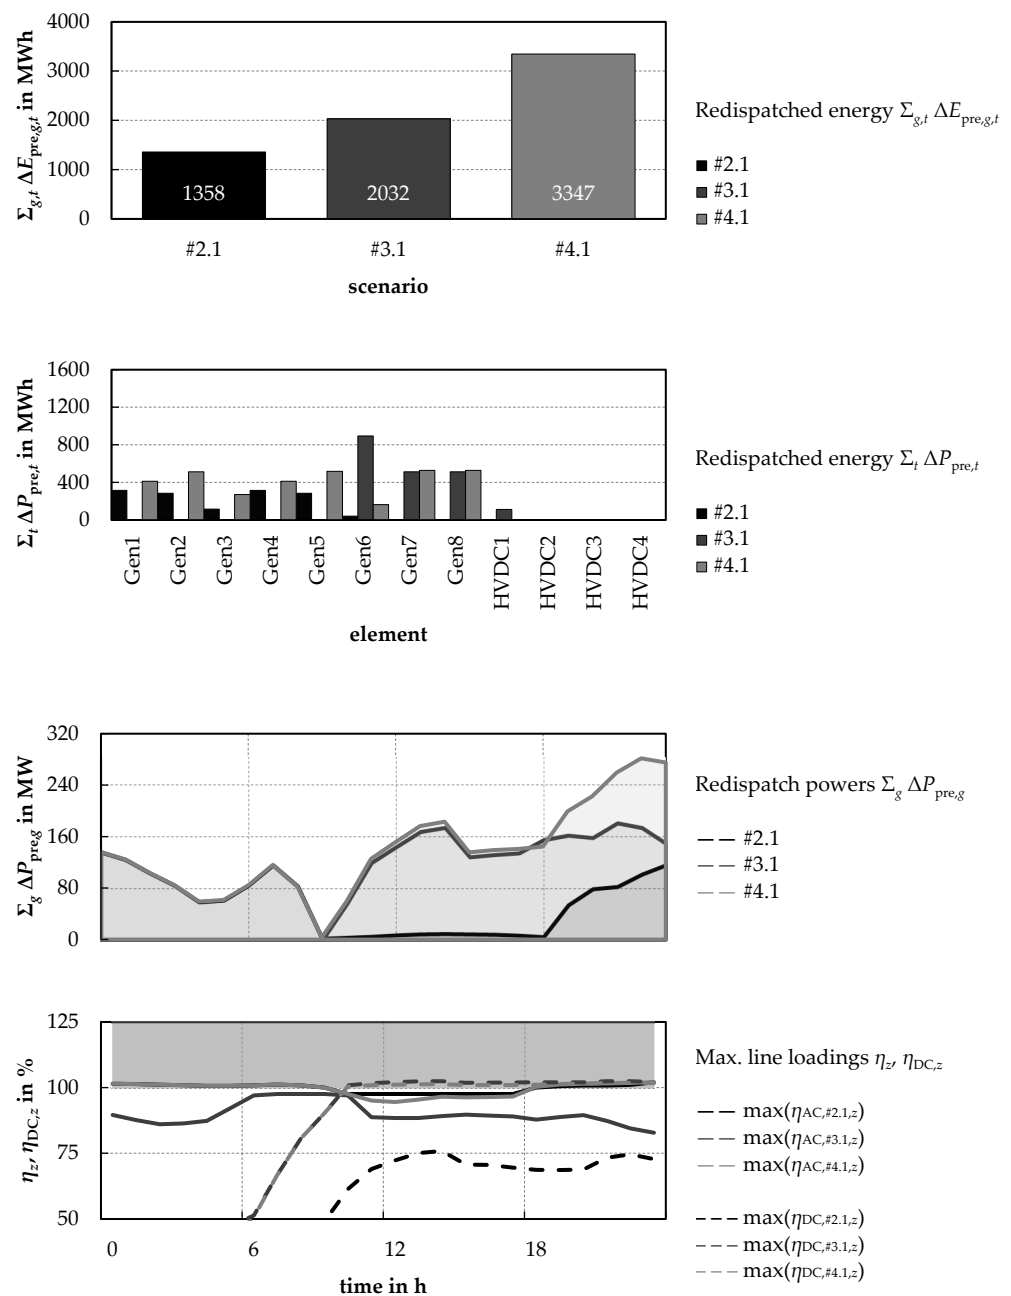 Σg,t ΔEpre,g,t in MWh
4000
3000
2000
1000
0
1358
2032
3347
#2.1
#3.1
#4.1
scenario
Redispatched energy Σg,t ΔEpre,g,t
#2.1
#3.1
#4.1
Σt ΔPpre,t in MWh
1600
1200
800
400
0
Gen1
Gen2
Gen3
Gen4
Gen5
Gen6
Gen7
Gen8
HVDC1
HVDC2
HVDC3
HVDC4
element
Redispatched energy Σt ΔPpre,t
#2.1
#3.1
#4.1
Σg ΔPpre,g in MW
320
240
160
80
0
Redispatch powers Σg ΔPpre,g
#2.1
#3.1
#4.1
ηz, ηDC,z in %
125
100
75
50
0
6
12
18
time in h
Max. line loadings ηz, ηDC,z
max(ηAC,#2.1,z)
max(ηAC,#3.1,z)
max(ηAC,#4.1,z)
max(ηDC,#2.1,z)
max(ηDC,#3.1,z)
max(ηDC,#4.1,z)